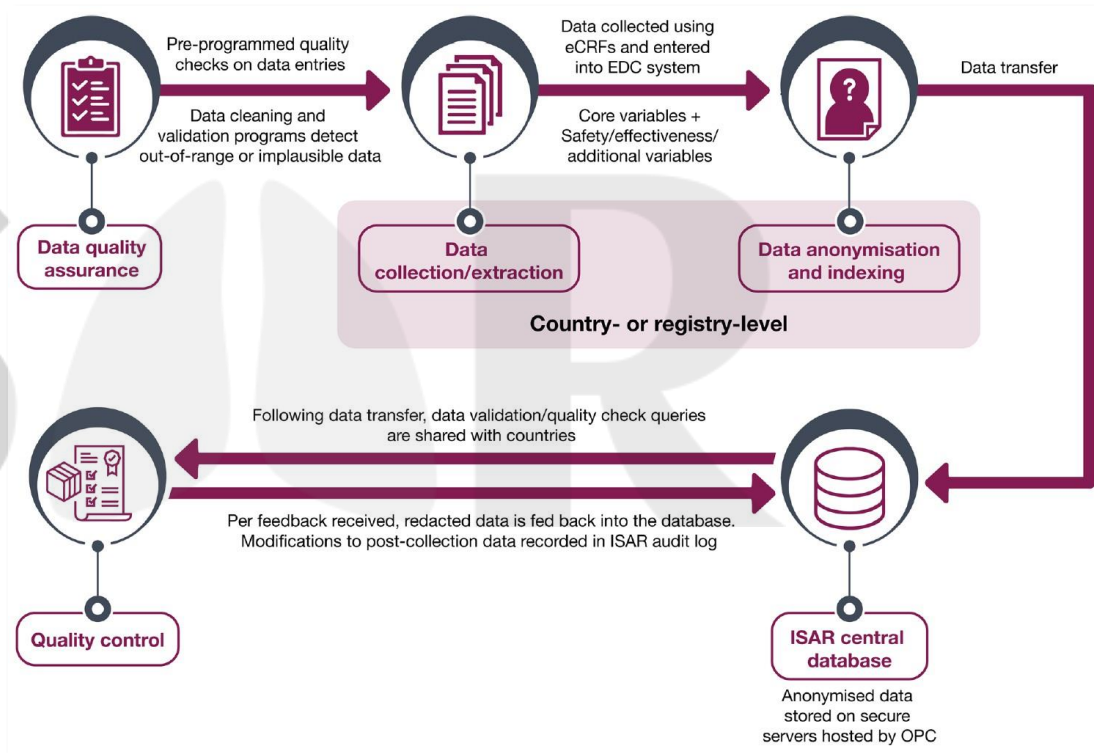 Pre-programmed quality
checks on data entries
Data cleaning and
validation programs detect
out-of-range or implausible data
Data collected using
eCRFs and entered
into EDC system
Core variables +
Safety/effectiveness/
additional variables
?
Data transfer
Data quality
assurance
Data
collection/extraction
Data anonymisation
and indexing
Country- or registry-level
R
Following data transfer, data validation/quality check queries
are shared with countries
Per feedback received, redacted data is fed back into the database.
Modifications to post-collection data recorded in ISAR audit log
Quality control
ISAR central
database
Anonymised data
stored on secure
servers hosted by OPC